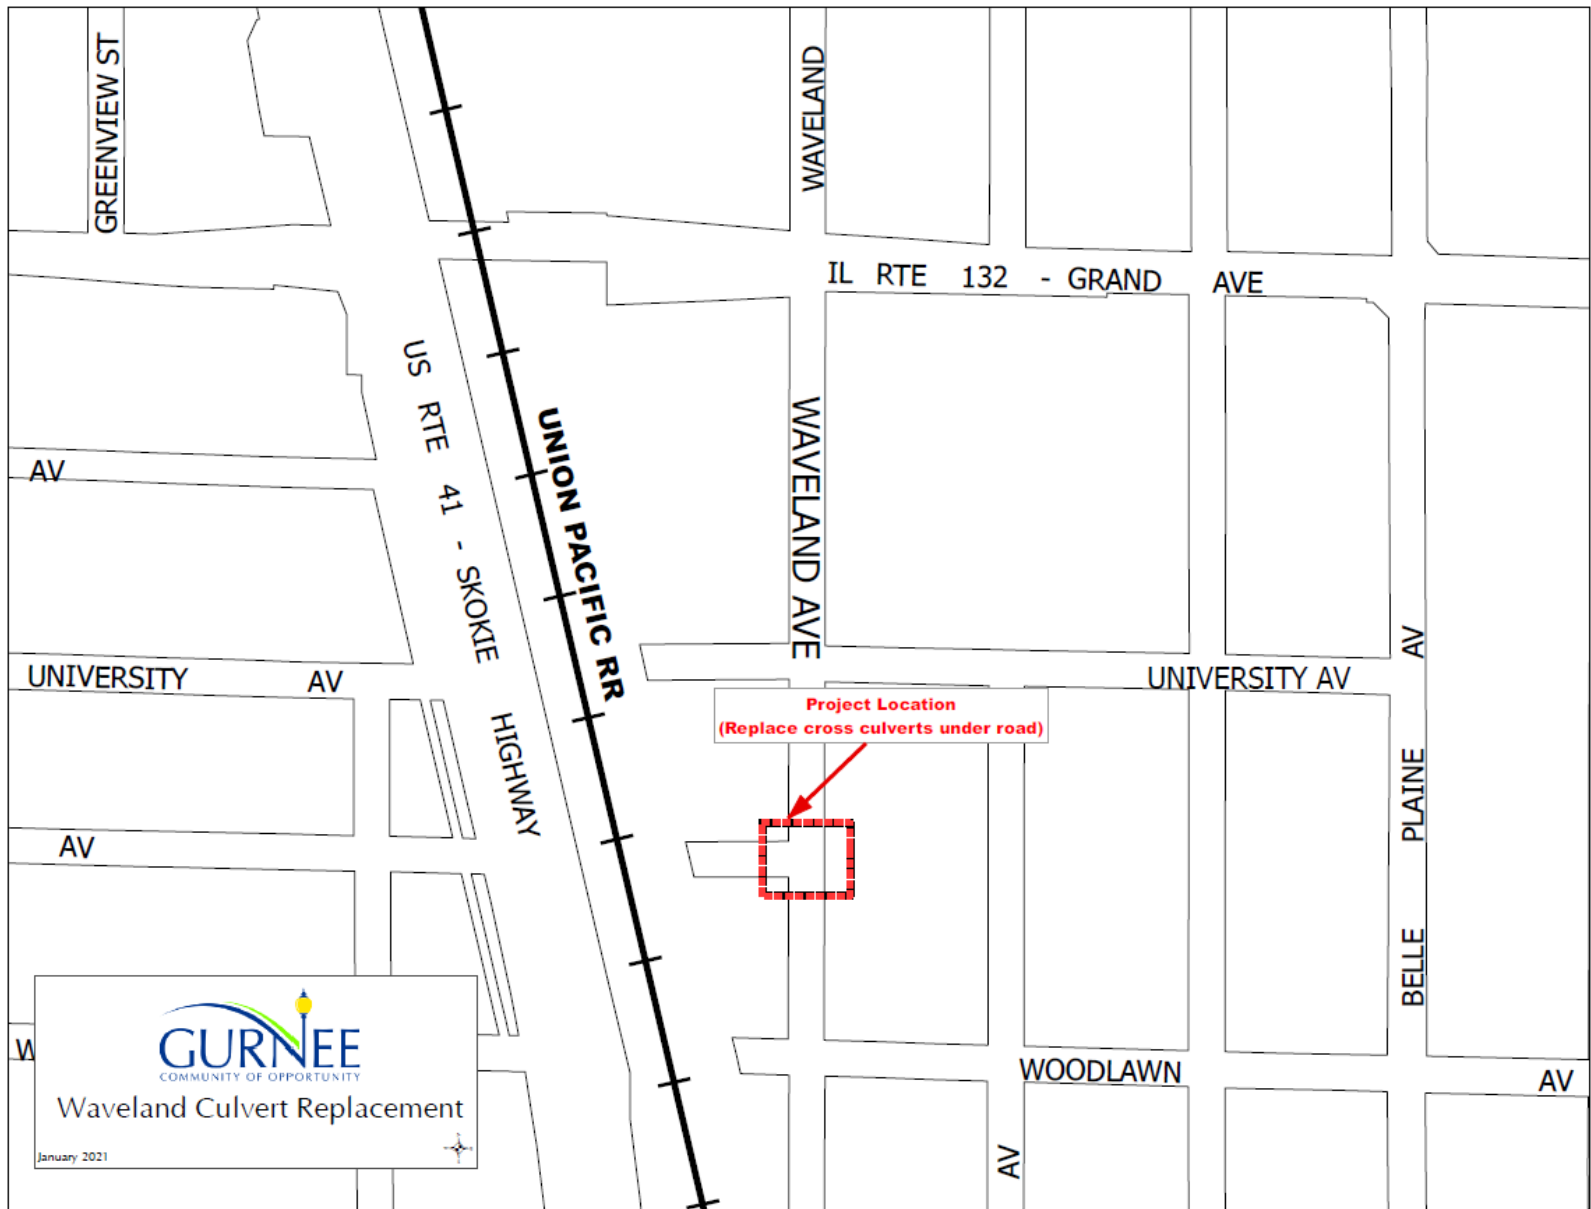 GREENVIEW ST
WAVELAND
IL RTE 132 - GRAND AVE
US RTE 41 - SKOKIE HIGHWAY
UNION PACIFIC RR
WAVELAND AVE
AV
UNIVERSITY AV
UNIVERSITY AV
Project Location
(Replace cross culverts under road)
AV
BELLE PLAINE AV
W
WOODLAWN AV
AV
GURNEE
COMMUNITY OF OPPORTUNITY
Waveland Culvert Replacement
January 2021